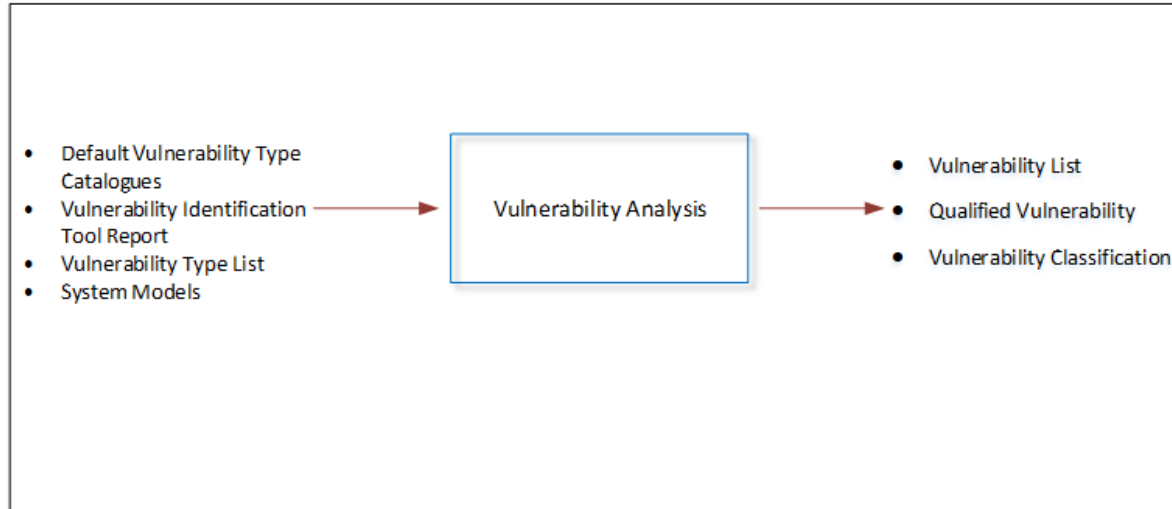 • Default Vulnerability Type
Catalogues
• Vulnerability Identification
Tool Report
• Vulnerability Type List
• System Models
Vulnerability Analysis
• Vulnerability List
• Qualified Vulnerability
• Vulnerability Classification